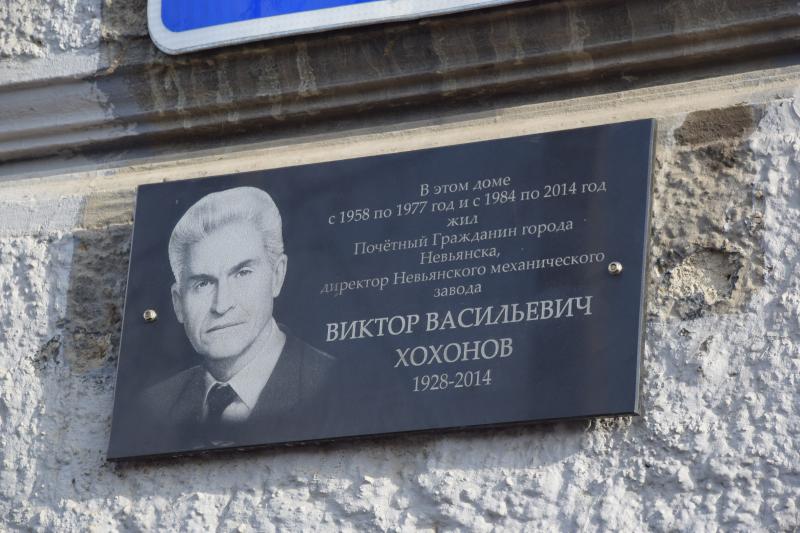 В этом доме
с 1958 по 1977 год и с 1984 по 2014 год
жил
Почётный Гражданин города
Невьянска,
директор Невьянского механического
завода
ВИКТОР ВАСИЛЬЕВИЧ
ХОХОНОВ
1928-2014